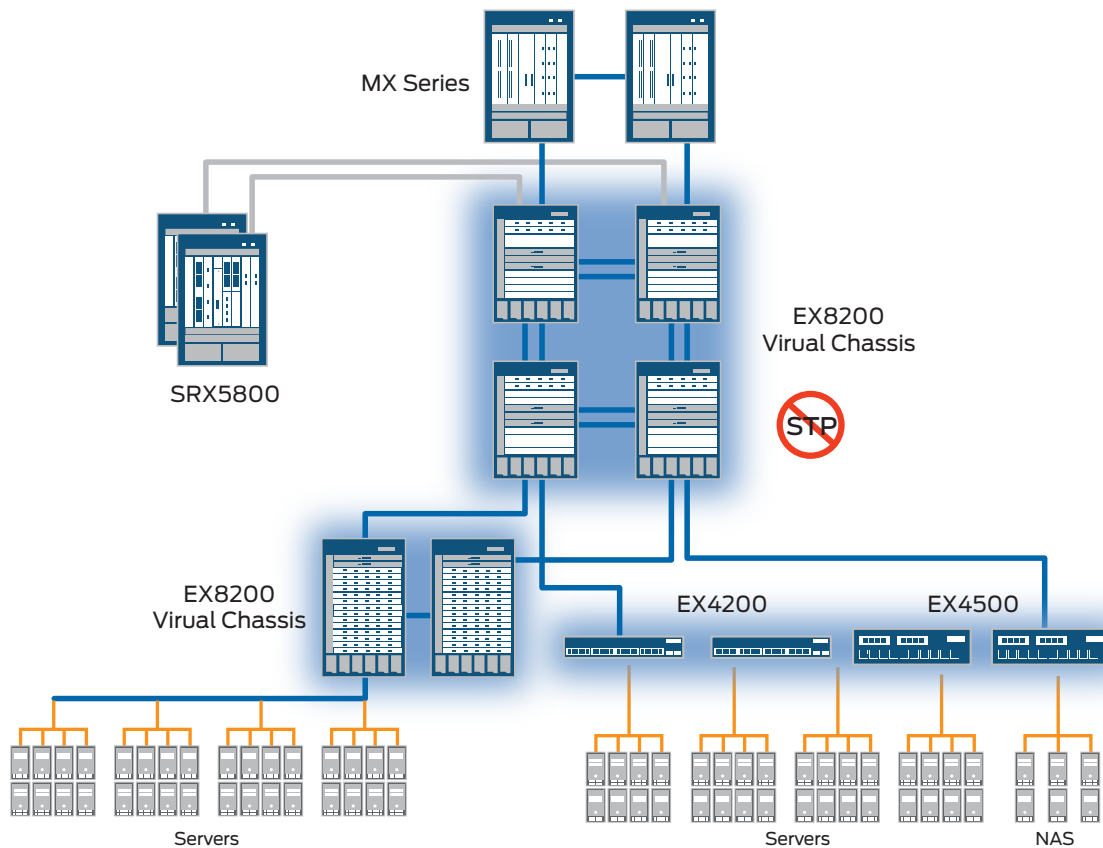 MX Series
EX8200
Virual Chassis
SRX5800
STP
EX8200
Virual Chassis
EX4200
EX4500
Servers
Servers
NAS